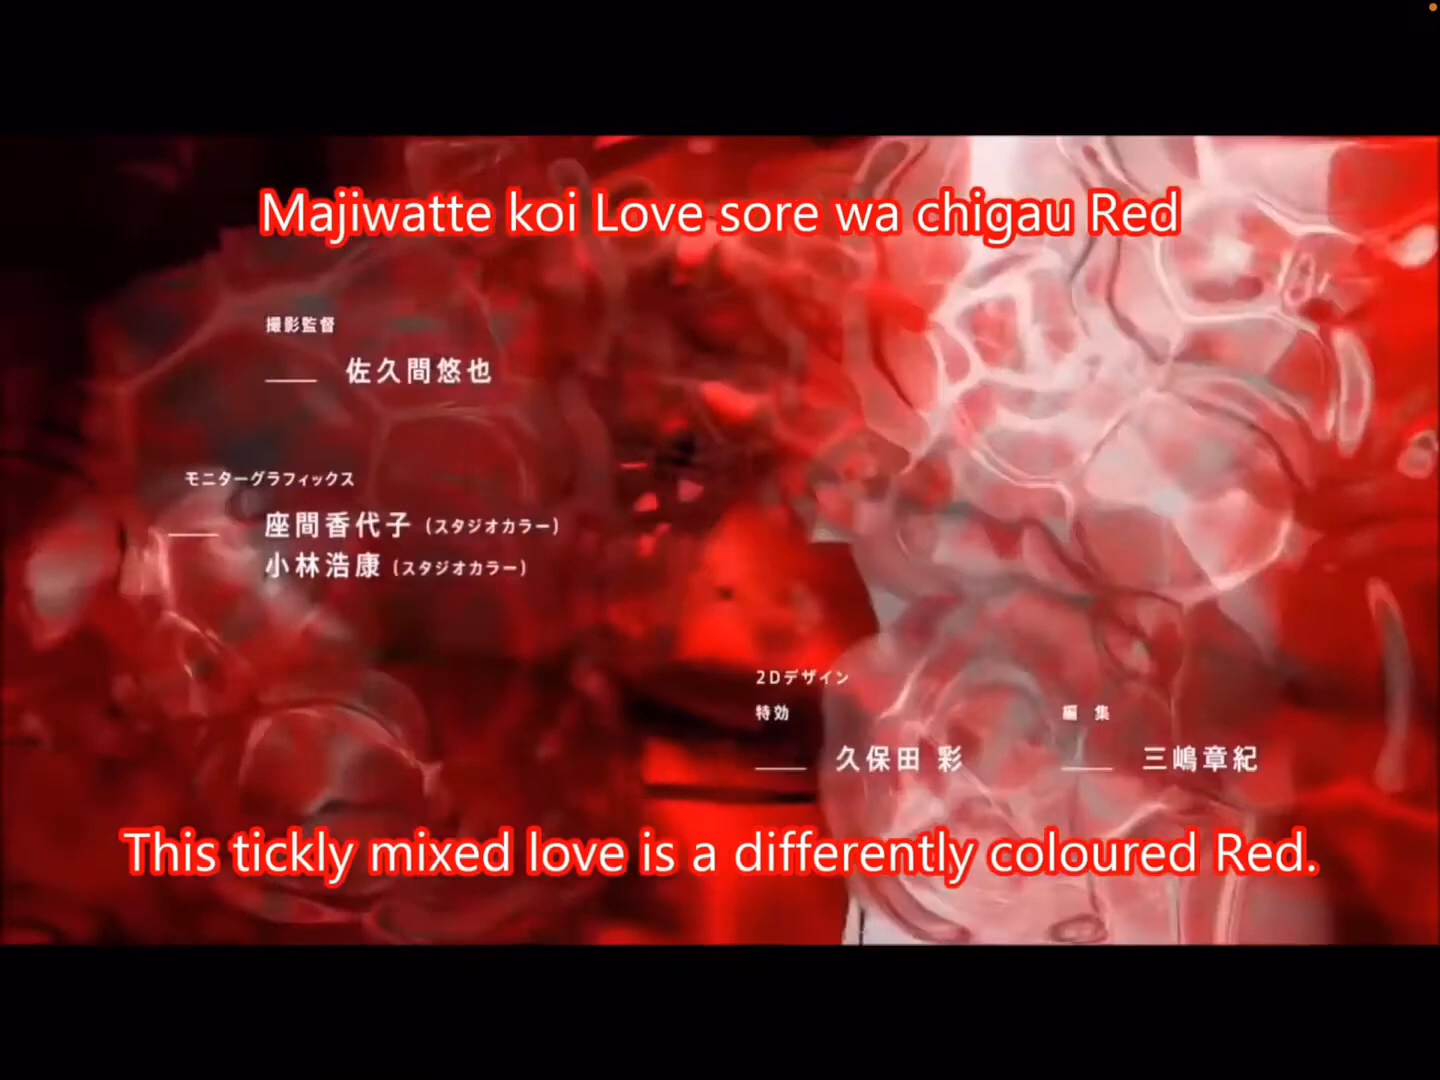 Majiwatte koi Love sore wa chigau Red
撮影監督
佐久間悠也
モニターグラフィックス
座間香代子 (スタジオカラー)
小林浩康 (スタジオカラー)
2Dデザイン
特効
久保田 彩
編 集
三嶋章紀
This tickly mixed love is a differently coloured Red.